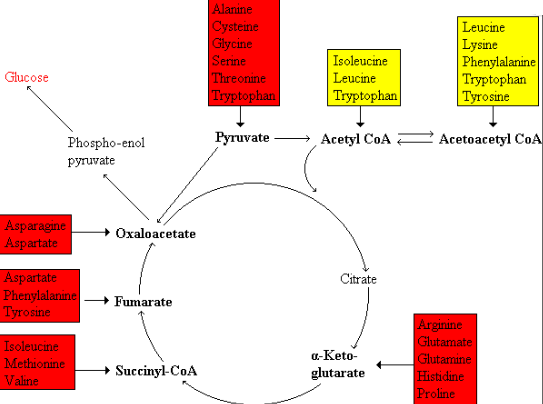 Alanine
Cysteine
Glycine
Serine
Threonine
Tryptophan
Isoleucine
Leucine
Tryptophan
Leucine
Lysine
Phenylalanine
Tryptophan
Tyrosine
Glucose
Phospho-enol
pyruvate
Pyruvate
Acetyl CoA
Acetoacetyl CoA
Asparagine
Aspartate
Oxaloacetate
Citrate
Aspartate
Phenylalanine
Tyrosine
Fumarate
Isoleucine
Methionine
Valine
Succinyl-CoA
α-Keto-
glutarate
Arginine
Glutamate
Glutamine
Histidine
Proline